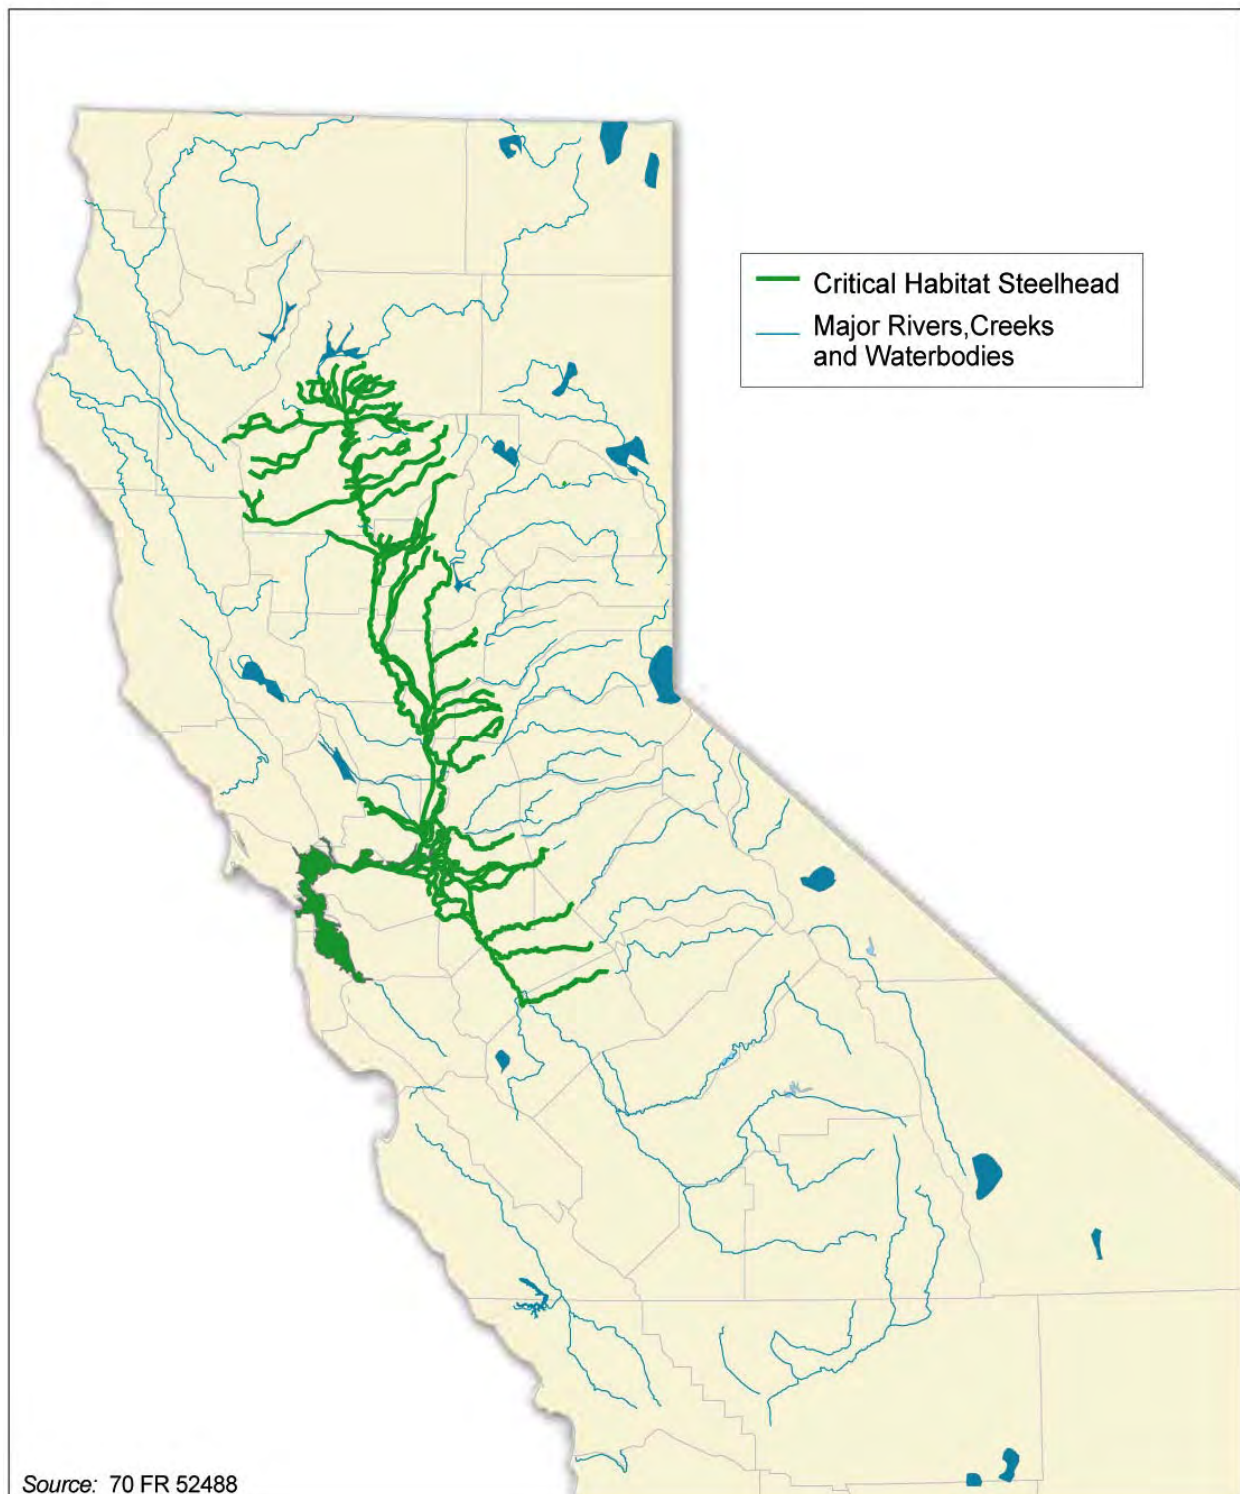 Critical Habitat Steelhead
Major Rivers,Creeks
and Waterbodies
Source: 70 FR 52488